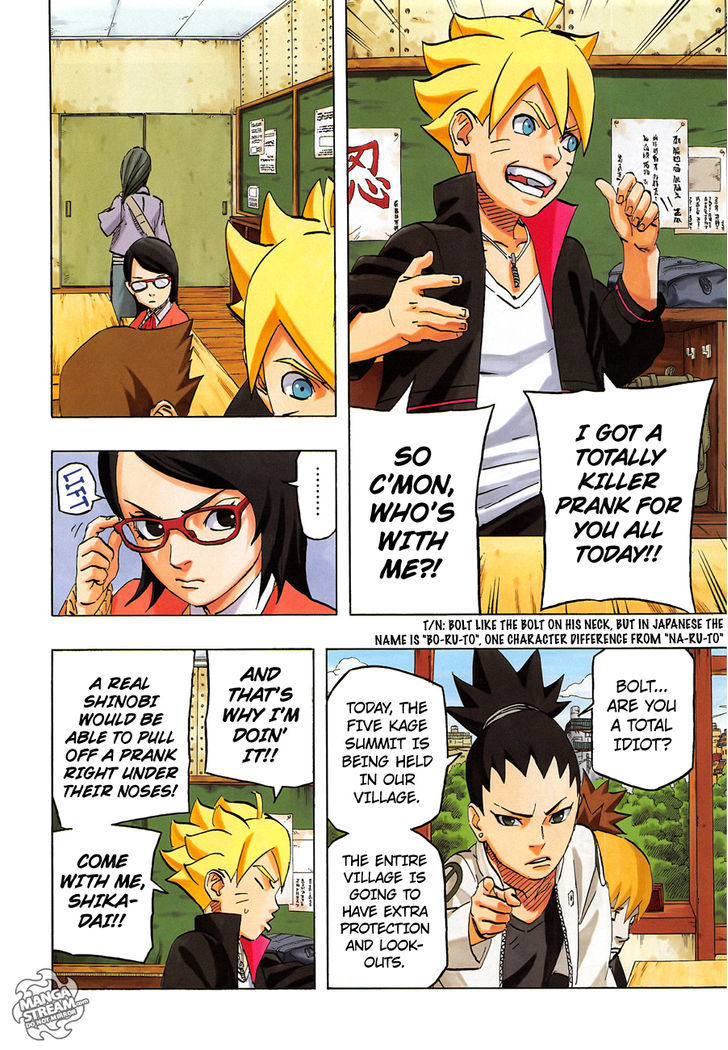 I GOT A
TOTALLY
KILLER
PRANK FOR
YOU ALL
TODAY!!
SO
C'MON,
WHO'S
WITH
ME?!
忍
.........
LIFT
T/N: BOLT LIKE THE BOLT ON HIS NECK, BUT IN JAPANESE THE
NAME IS "BO-RU-TO", ONE CHARACTER DIFFERENCE FROM "NA-RU-TO"
BOLT...
ARE YOU
A TOTAL
IDIOT?
TODAY, THE
FIVE KAGE
SUMMIT IS
BEING HELD
IN OUR
VILLAGE.
THE ENTIRE
VILLAGE IS
GOING TO
HAVE EXTRA
PROTECTION
AND LOOK-
OUTS.
AND
THAT'S
WHY I'M
DOIN'
IT!!
A REAL
SHINOBI
WOULD BE
ABLE TO PULL
OFF A PRANK
RIGHT UNDER
THEIR NOSES!
COME
WITH ME,
SHIKA-
DAI!!
MANGA
STREAM.com
DO NOT MIRROR